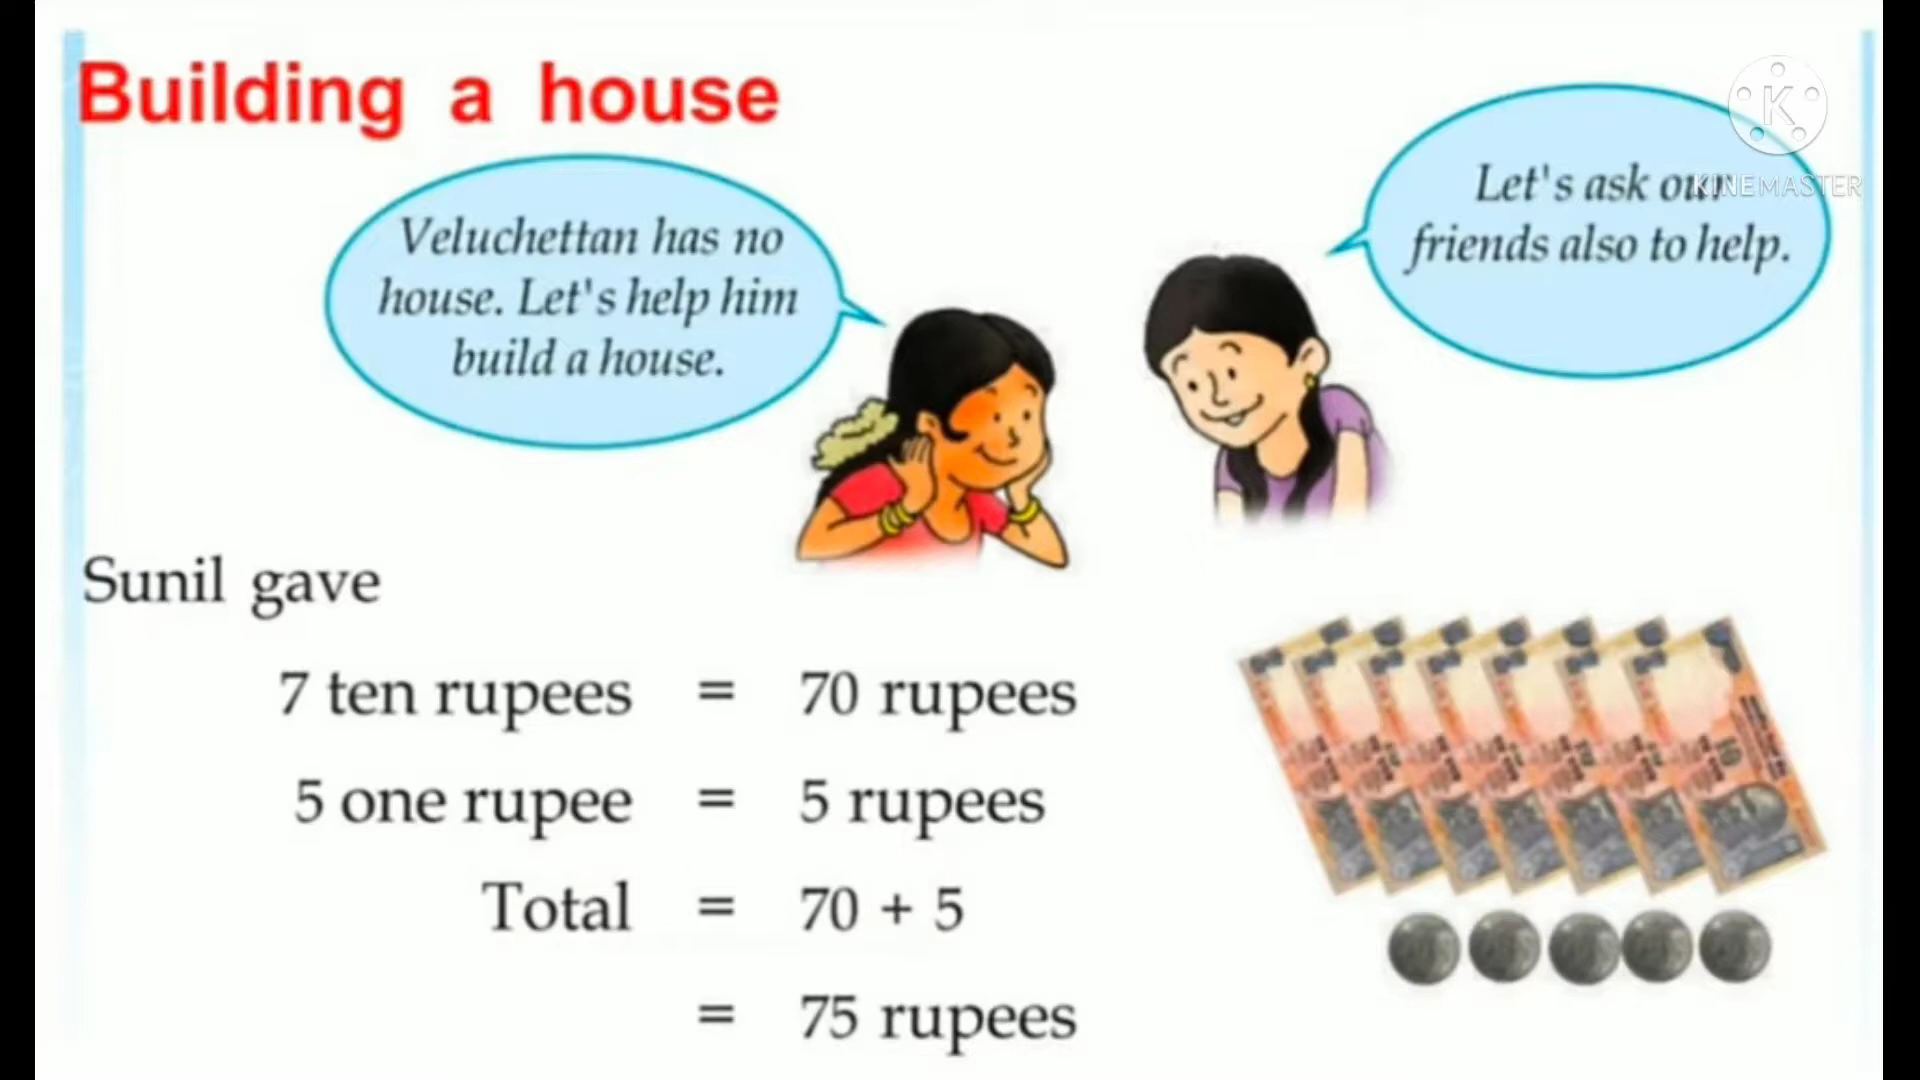 Building a house
Veluchettan has no
house. Let's help him
build a house.
Let's ask our
friends also to help.
K
KINEMASTER
Sunil gave
7 ten rupees = 70 rupees
5 one rupee = 5 rupees
Total = 70 + 5
= 75 rupees
10